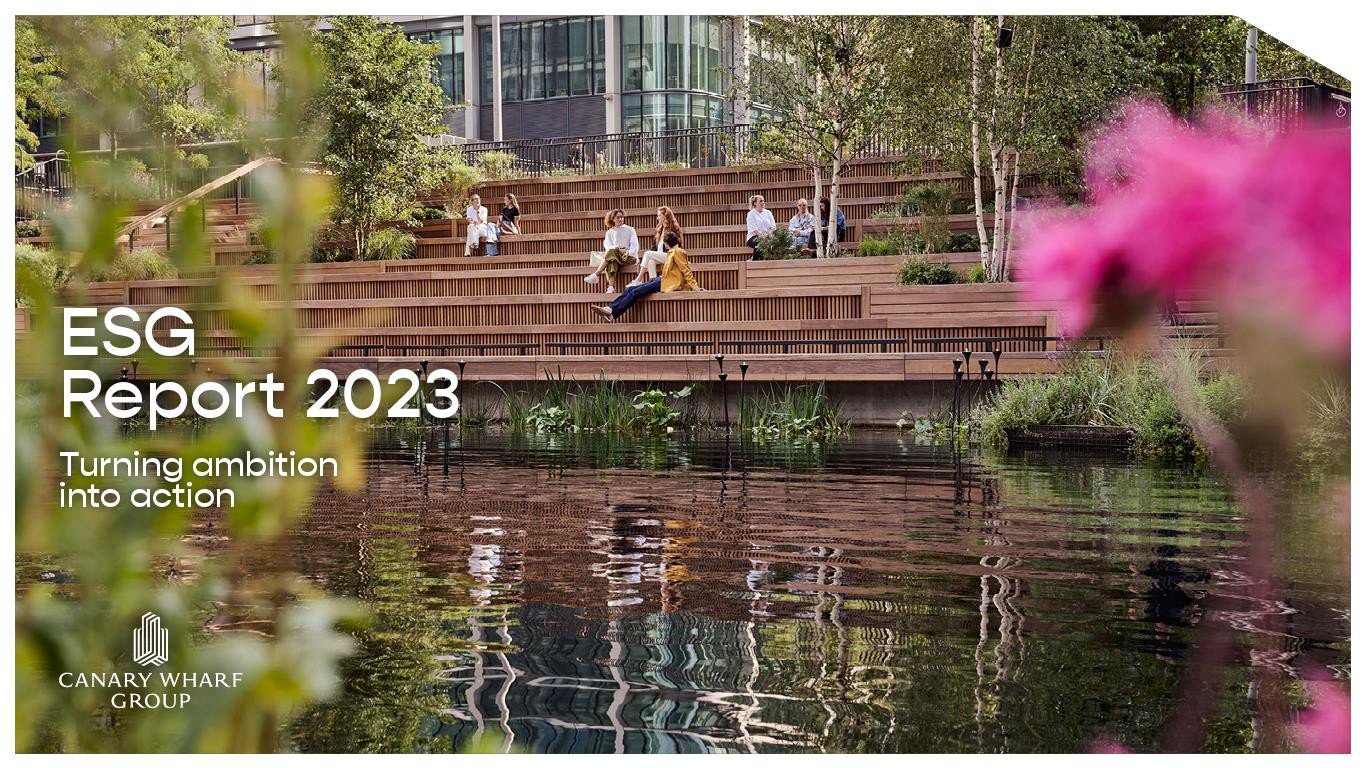 ESG
Report 2023
Turning ambition
into action
CANARY WHARF
GROUP